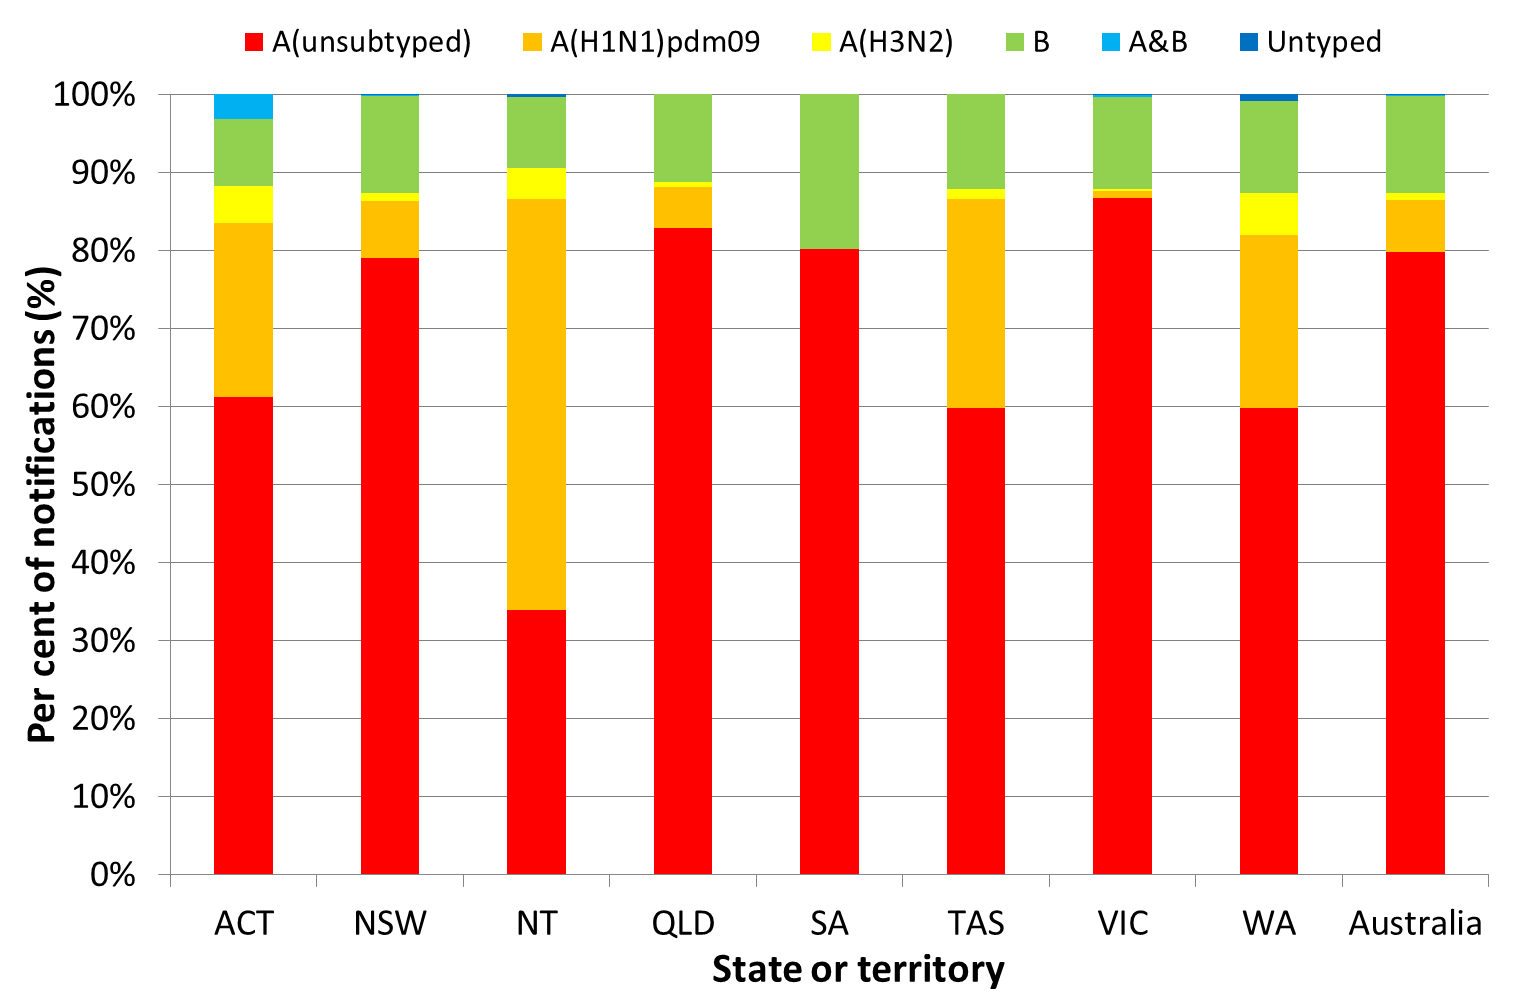 A(unsubtyped) A(H1N1)pdm09 A(H3N2) B A&B Untyped
100%
90%
80%
70%
60%
50%
40%
30%
20%
10%
0%
Per cent of notifications (%)
ACT NSW NT QLD SA TAS VIC WA Australia
State or territory